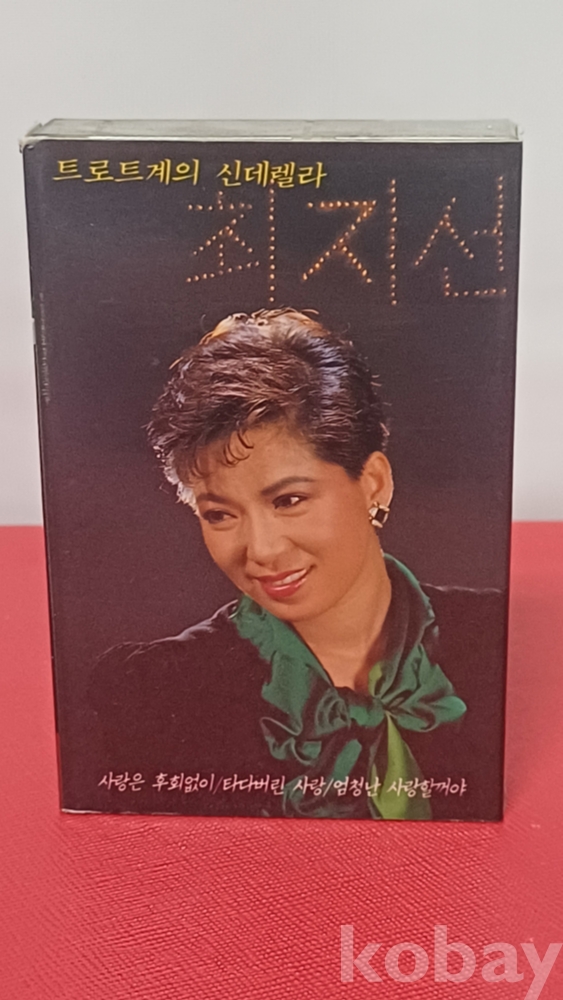 트로트계의 신데렐라
최지선
사랑은 후회없이/타다버린 사랑/엄청난 사랑할꺼야
kobay